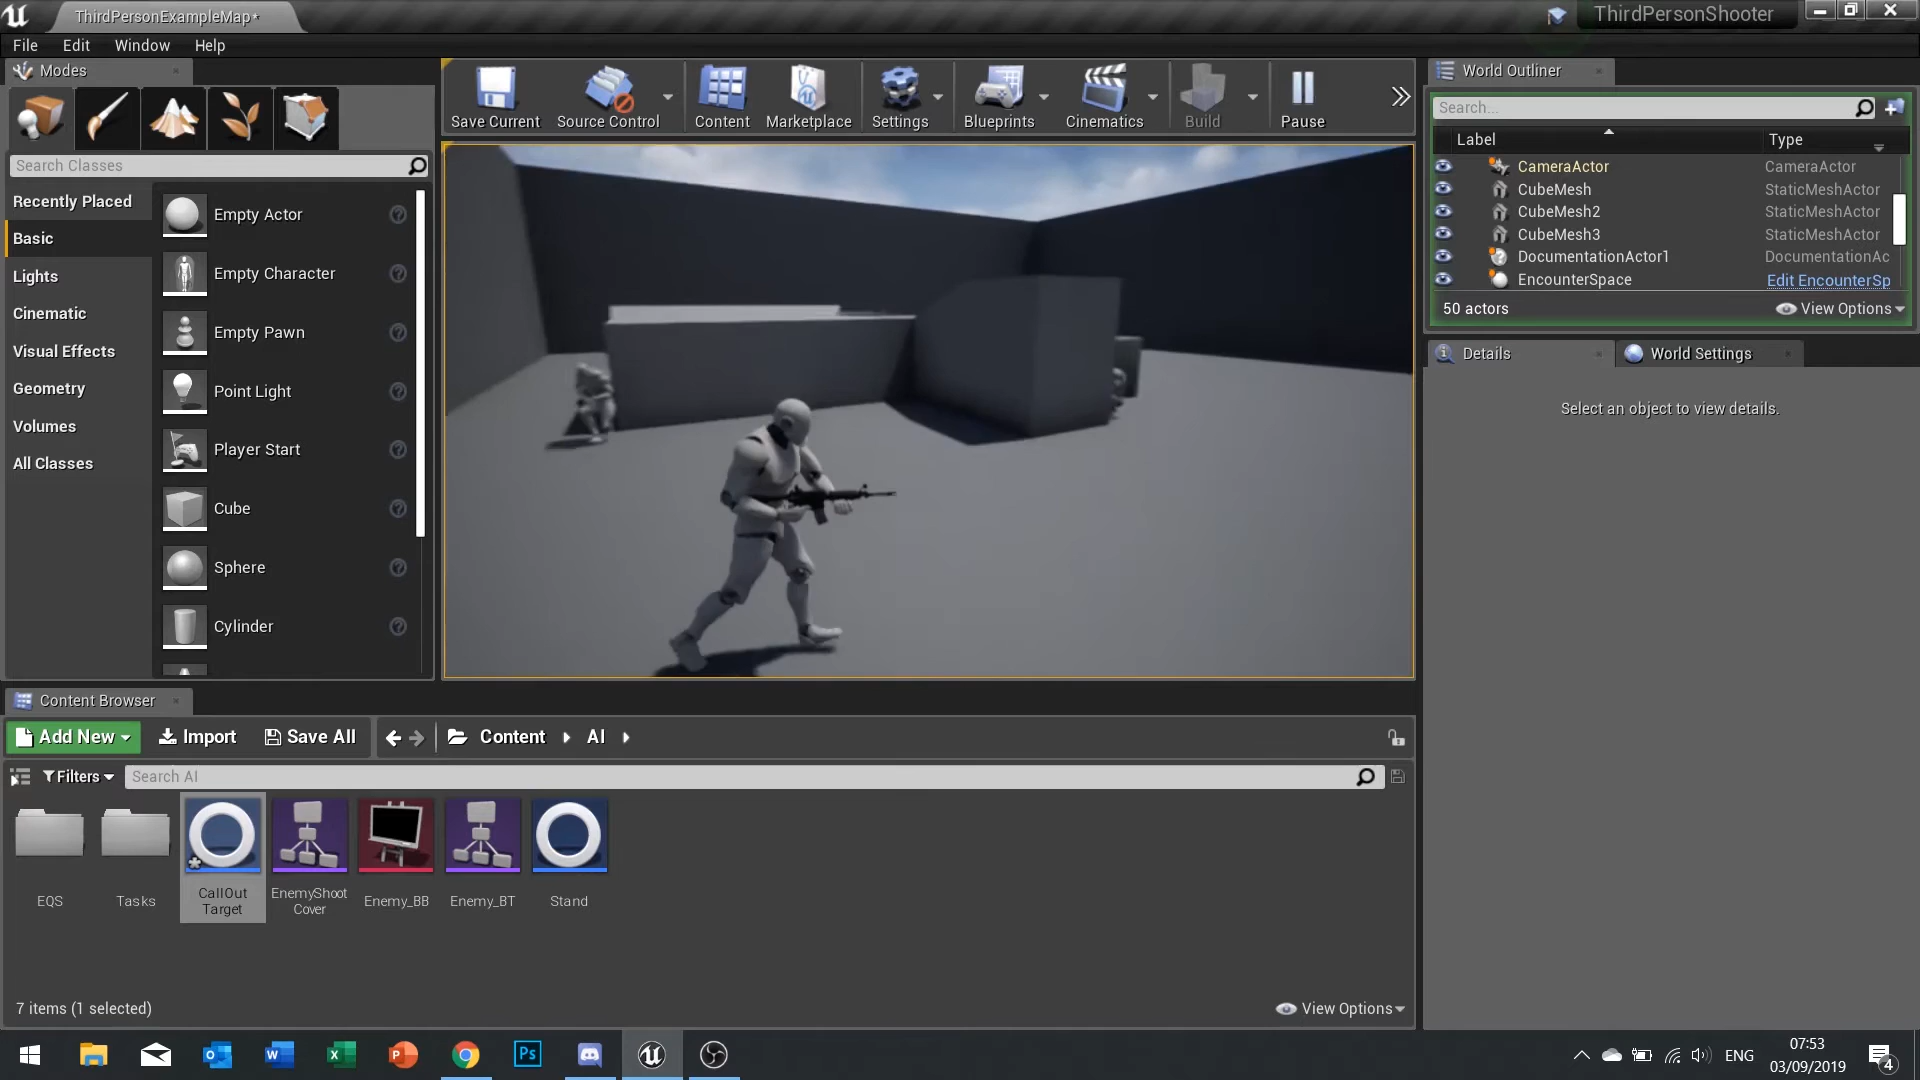 ThirdPersonExampleMap*
ThirdPersonShooter
File Edit Window Help
Modes
Search Classes
Recently Placed
Basic
Lights
Cinematic
Visual Effects
Geometry
Volumes
All Classes
Empty Actor
Empty Character
Empty Pawn
Point Light
Player Start
Cube
Sphere
Cylinder
Save Current
Source Control
Content
Marketplace
Settings
Blueprints
Cinematics
Build
Pause
World Outliner
Search...
Label Type
CameraActor CameraActor
CubeMesh StaticMeshActor
CubeMesh2 StaticMeshActor
CubeMesh3 StaticMeshActor
DocumentationActor1 DocumentationAc
EncounterSpace Edit EncounterSp
50 actors View Options
Details World Settings
Select an object to view details.
Content Browser
Add New Import Save All Content AI
Filters Search AI
EQS
Tasks
CallOut
Target
EnemyShoot
Cover
Enemy_BB
Enemy_BT
Stand
7 items (1 selected) View Options
ENG
07:53
03/09/2019
4